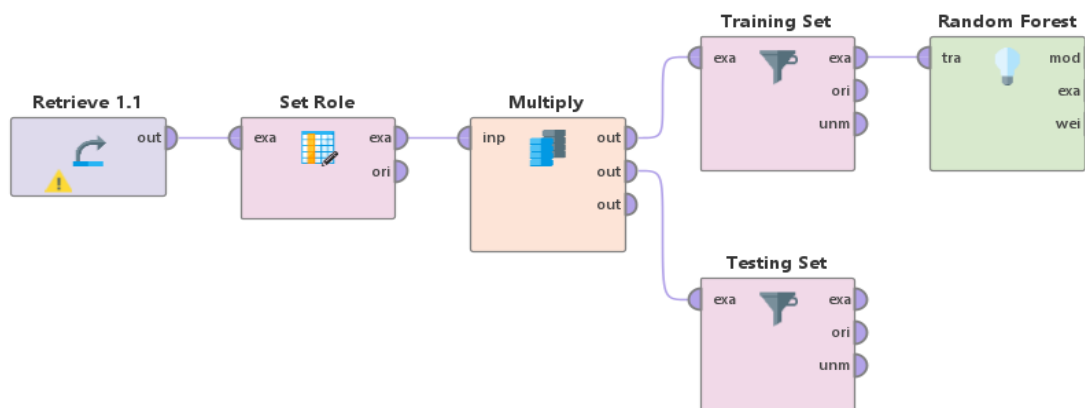 Training Set
exa exa
ori
unm
Random Forest
tra mod
exa
wei
Retrieve 1.1
out
Set Role
exa exa
ori
Multiply
inp out
out
out
Testing Set
exa exa
ori
unm